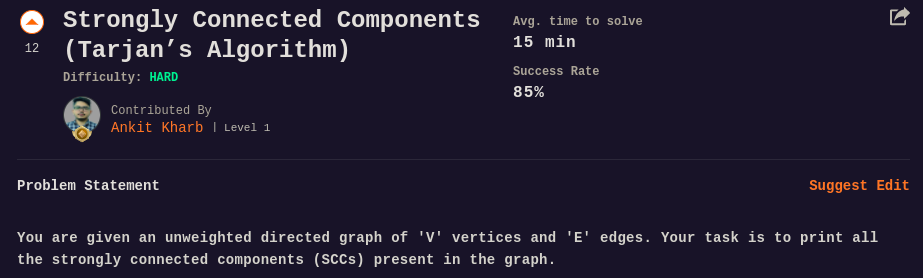 Strongly Connected Components
(Tarjan’s Algorithm)
12
Difficulty: HARD
Contributed By
Ankit Kharb | Level 1
Avg. time to solve
15 min
Success Rate
85%
Problem Statement
Suggest Edit
You are given an unweighted directed graph of 'V' vertices and 'E' edges. Your task is to print all
the strongly connected components (SCCs) present in the graph.